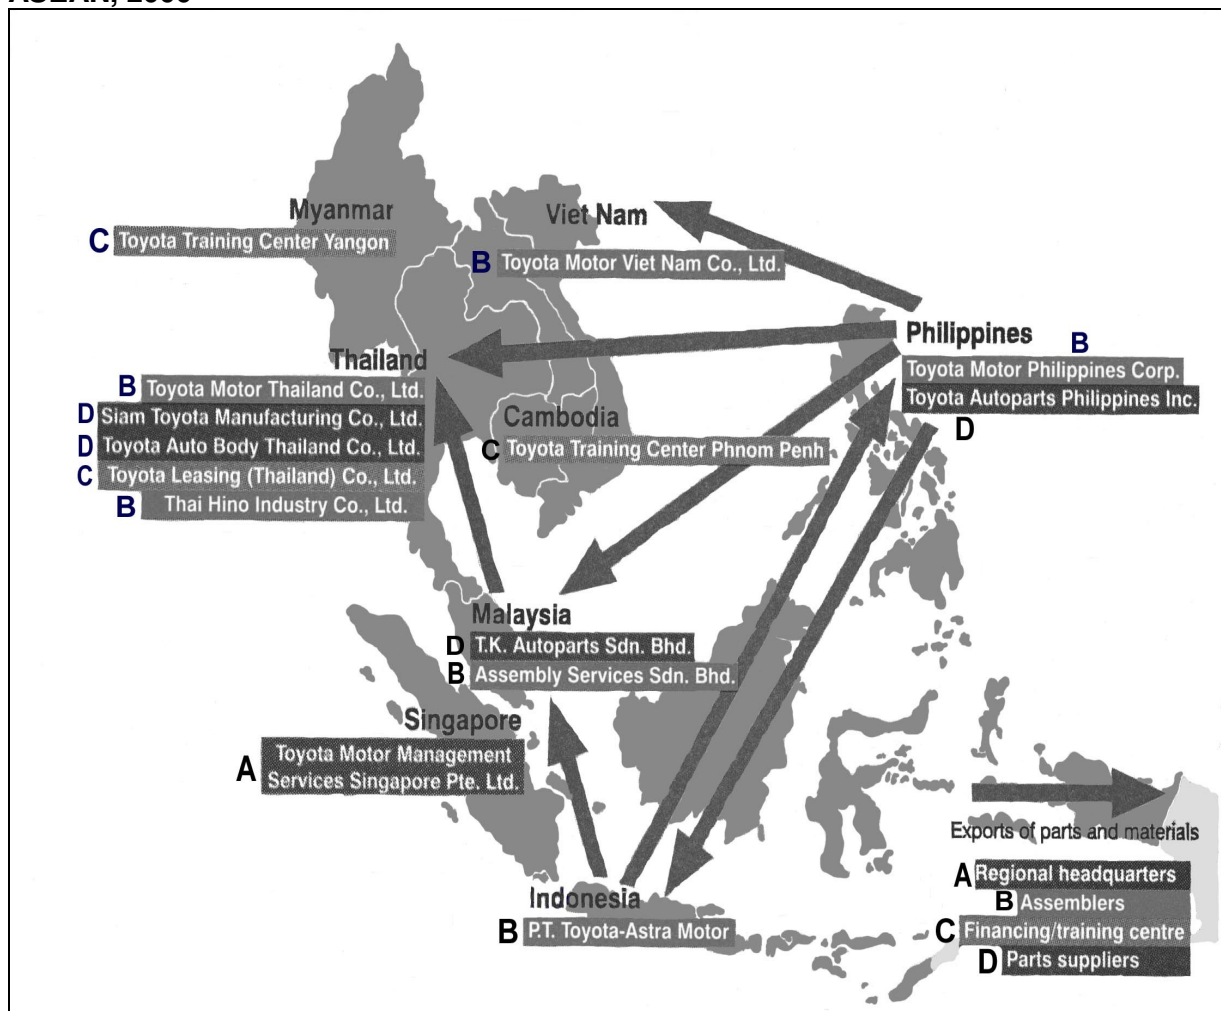 Myanmar
C Toyota Training Center Yangon
Viet Nam
B Toyota Motor Viet Nam Co., Ltd.
Philippines
B
Toyota Motor Philippines Corp.
Toyota Autoparts Philippines Inc.
D
Thailand
B Toyota Motor Thailand Co., Ltd.
D Siam Toyota Manufacturing Co., Ltd.
D Toyota Auto Body Thailand Co., Ltd.
C Toyota Leasing (Thailand) Co., Ltd.
B Thai Hino Industry Co., Ltd.
Cambodia
C Toyota Training Center Phnom Penh
Malaysia
D T.K. Autoparts Sdn. Bhd.
B Assembly Services Sdn. Bhd.
Singapore
A Toyota Motor Management
Services Singapore Pte. Ltd.
Indonesia
B P.T. Toyota-Astra Motor
Exports of parts and materials
A Regional headquarters
B Assemblers
C Financing/training centre
D Parts suppliers